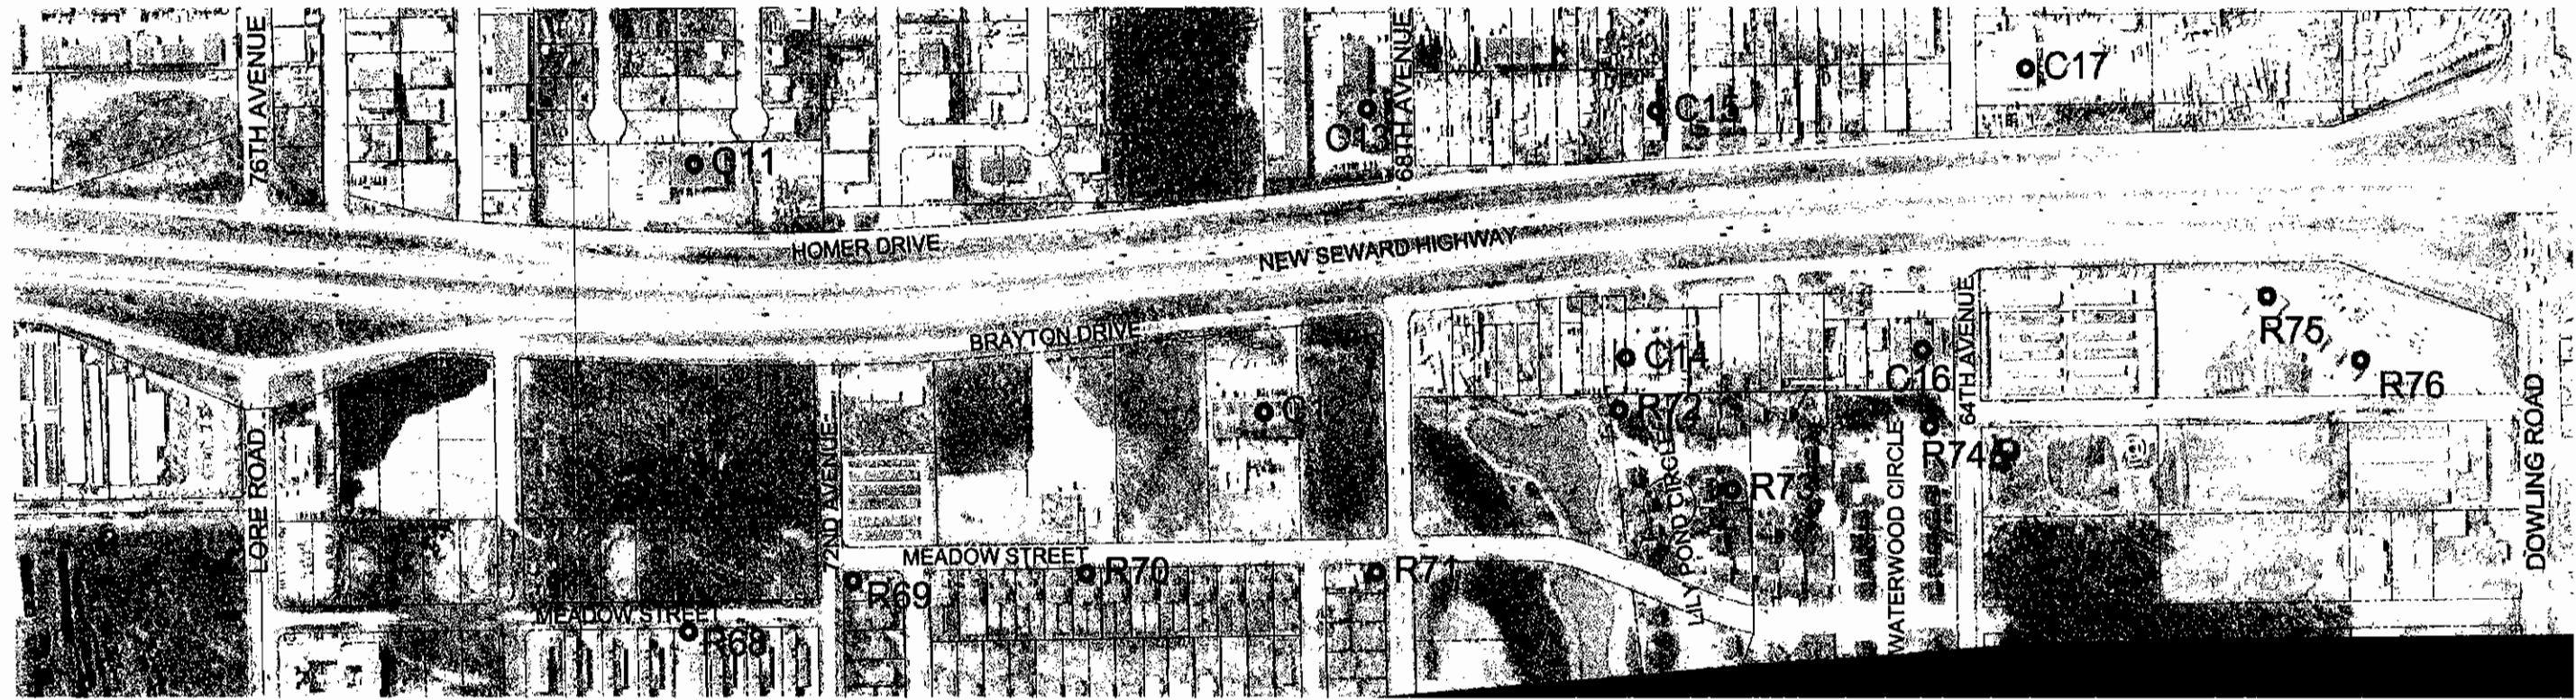 76TH AVENUE
C11
C13
68TH AVENUE
C15
C17
HOMER DRIVE
NEW SEWARD HIGHWAY
BRAYTON DRIVE
LORE ROAD
72ND AVENUE
C14
C16
64TH AVENUE
R75
R76
DOWLING ROAD
R72
R73
R74A
LILY POND CIRCLE
WATERWOOD CIRCLE
MEADOW STREET
R69
R70
R71
MEADOW STREET
R68